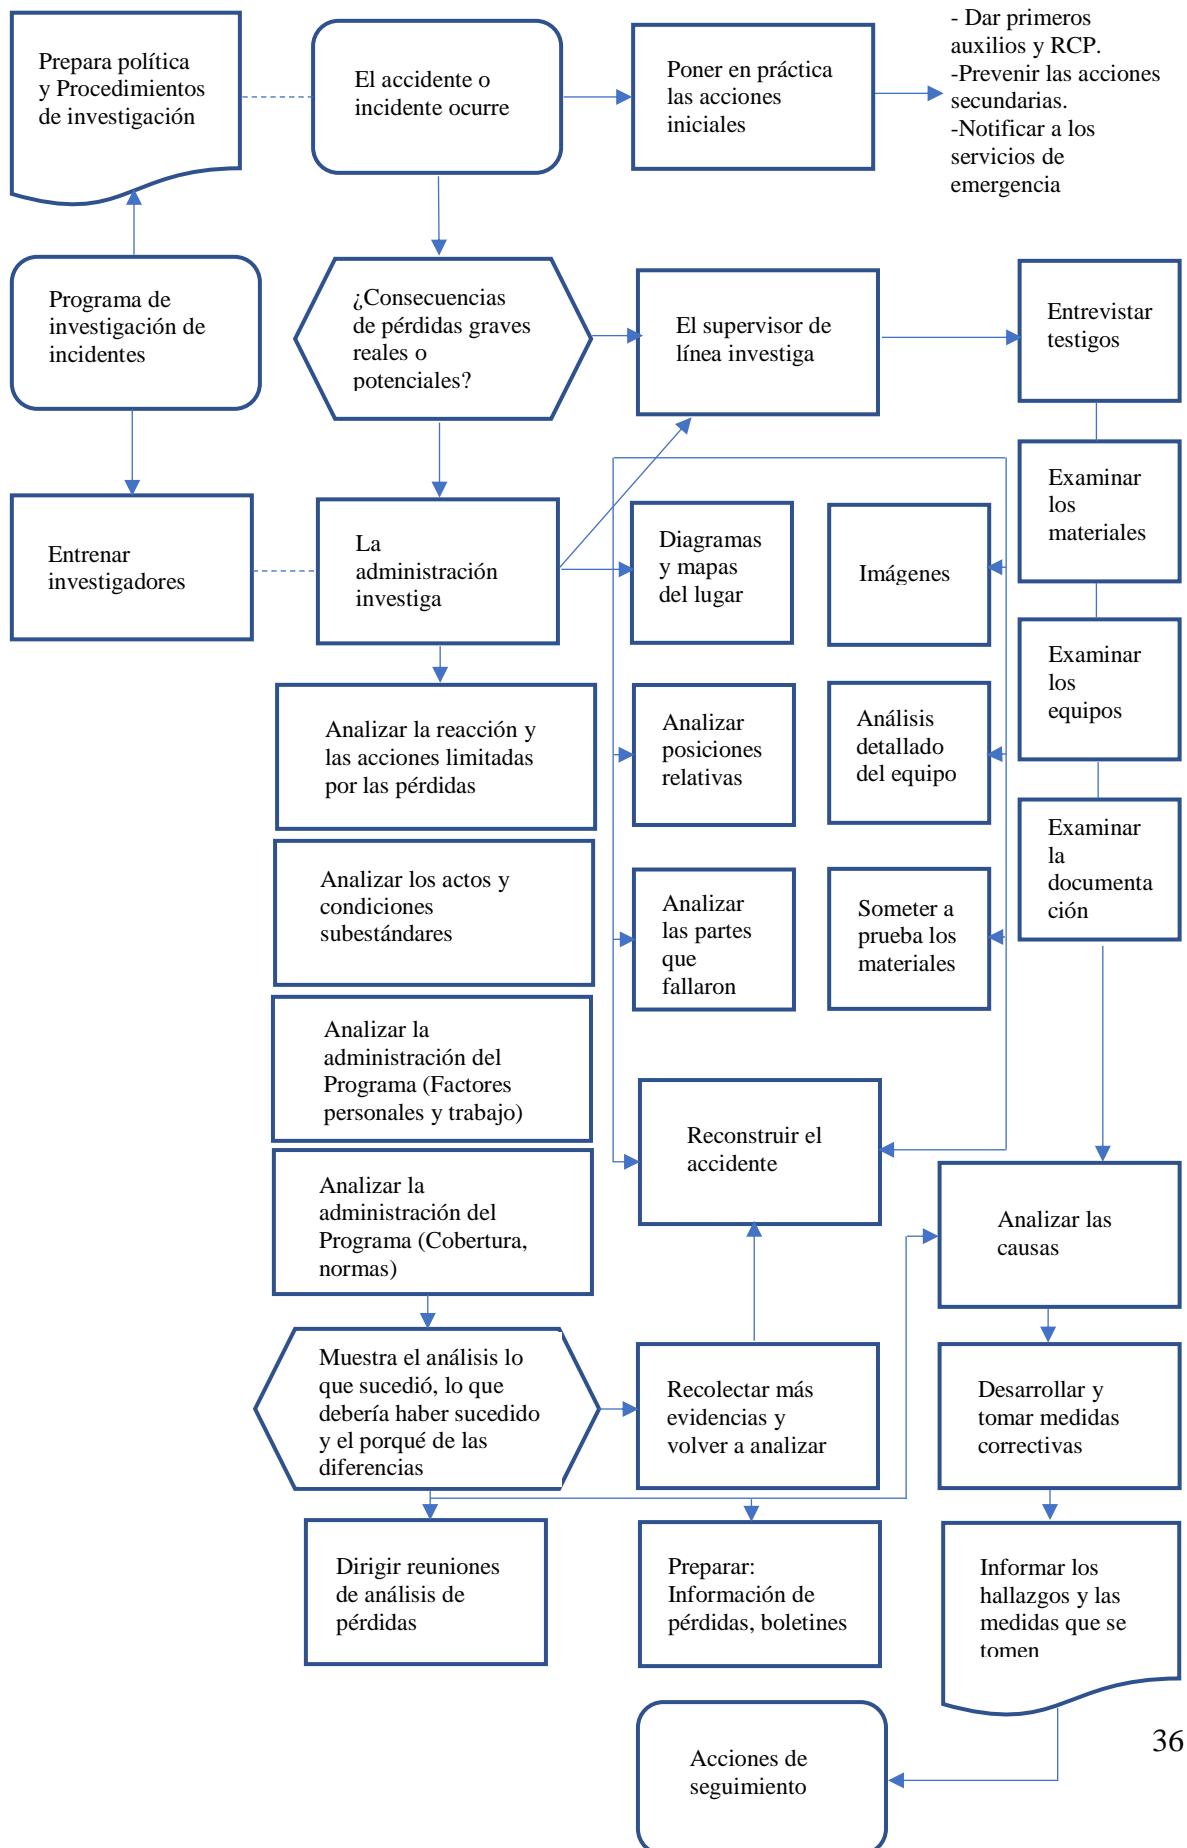 Prepara política
y Procedimientos
de investigación
El accidente o
incidente ocurre
Poner en práctica
las acciones
iniciales
- Dar primeros
auxilios y RCP.
-Prevenir las acciones
secundarias.
-Notificar a los
servicios de
emergencia
Programa de
investigación de
incidentes
¿Consecuencias
de pérdidas graves
reales o
potenciales?
El supervisor de
línea investiga
Entrevistar
testigos
Entrenar
investigadores
La
administración
investiga
Diagramas
y mapas
del lugar
Imágenes
Examinar
los
materiales
Analizar la reacción y
las acciones limitadas
por las pérdidas
Analizar
posiciones
relativas
Análisis
detallado
del equipo
Examinar
los
equipos
Analizar los actos y
condiciones
subestándares
Analizar
las partes
que
fallaron
Someter a
prueba los
materiales
Examinar
la
documenta
ción
Analizar la
administración del
Programa (Factores
personales y trabajo)
Reconstruir el
accidente
Analizar la
administración del
Programa (Cobertura,
normas)
Analizar las
causas
Muestra el análisis lo
que sucedió, lo que
debería haber sucedido
y el porqué de las
diferencias
Recolectar más
evidencias y
volver a analizar
Desarrollar y
tomar medidas
correctivas
Dirigir reuniones
de análisis de
pérdidas
Preparar:
Información de
pérdidas, boletines
Informar los
hallazgos y las
medidas que se
tomen
Acciones de
seguimiento
36